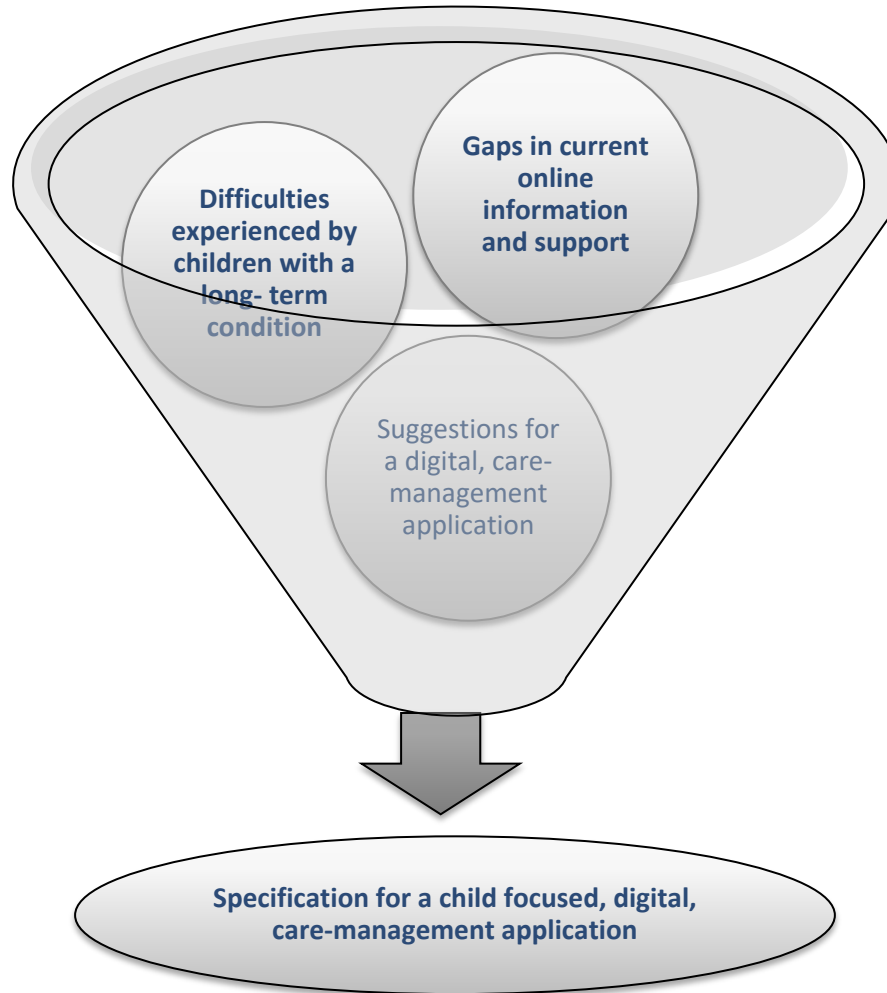 Gaps in current
online
information
and support
Difficulties
experienced by
children with a
long- term
condition
Suggestions for
a digital, care-
management
application
Specification for a child focused, digital,
care-management application